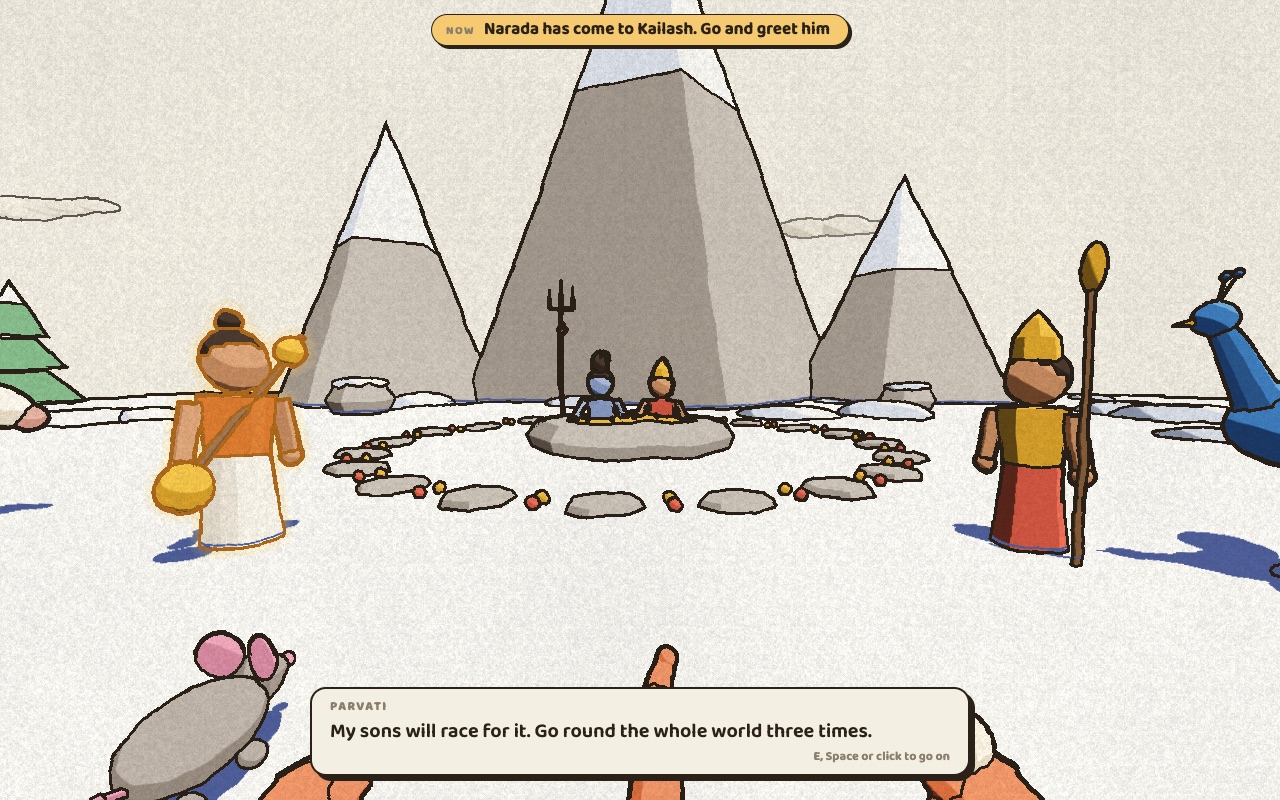 NOW Narada has come to Kailash. Go and greet him
PARVATI
My sons will race for it. Go round the whole world three times.
E, Space or click to go on